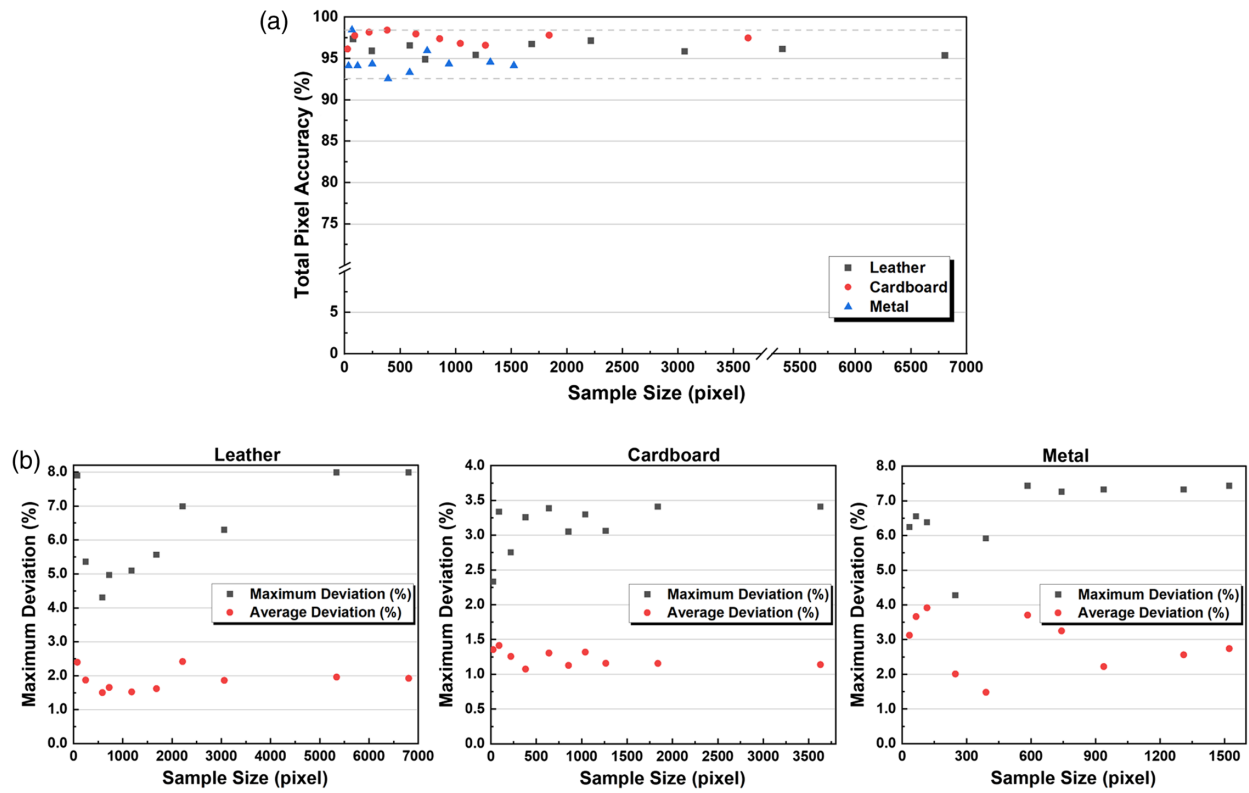 (a)
Total Pixel Accuracy (%)
100
95
90
85
80
75
5
0
Leather
Cardboard
Metal
0 500 1000 1500 2000 2500 3000 3500 5500 6000 6500 7000
Sample Size (pixel)
(b)
Leather
Maximum Deviation (%)
8.0
7.0
6.0
5.0
4.0
3.0
2.0
1.0
0.0
Maximum Deviation (%)
Average Deviation (%)
0 1000 2000 3000 4000 5000 6000 7000
Sample Size (pixel)
Cardboard
Maximum Deviation (%)
4.0
3.5
3.0
2.5
2.0
1.5
1.0
0.5
0.0
Maximum Deviation (%)
Average Deviation (%)
0 500 1000 1500 2000 2500 3000 3500
Sample Size (pixel)
Metal
Maximum Deviation (%)
8.0
7.0
6.0
5.0
4.0
3.0
2.0
1.0
0.0
Maximum Deviation (%)
Average Deviation (%)
0 300 600 900 1200 1500
Sample Size (pixel)